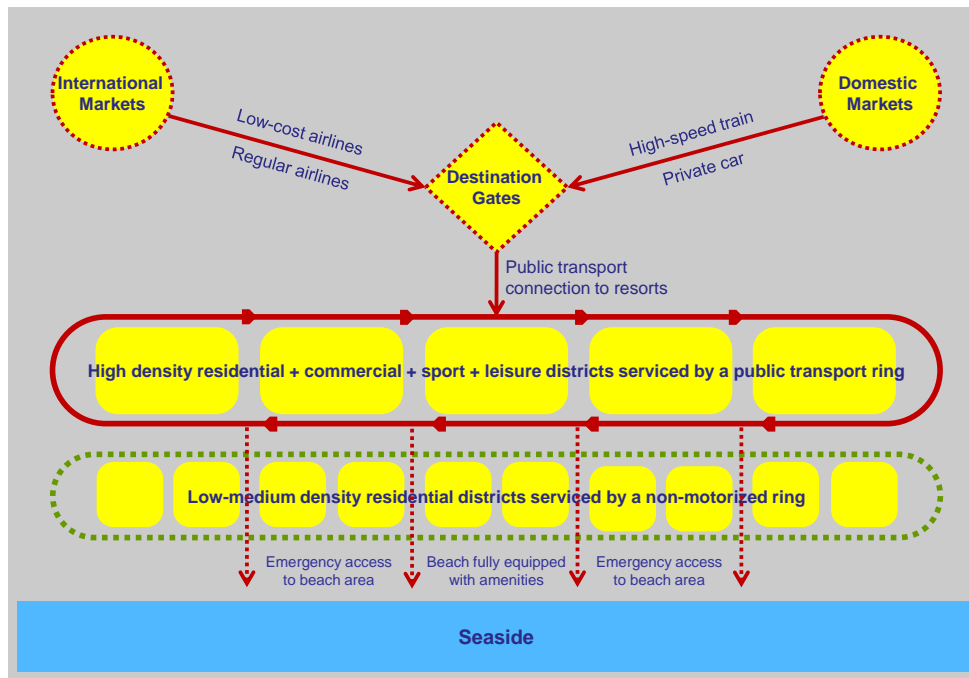 International
Markets
Domestic
Markets
Low-cost airlines
Regular airlines
High-speed train
Private car
Destination
Gates
Public transport
connection to resorts
High density residential + commercial + sport + leisure districts serviced by a public transport ring
Low-medium density residential districts serviced by a non-motorized ring
Emergency access
to beach area
Beach fully equipped
with amenities
Emergency access
to beach area
Seaside